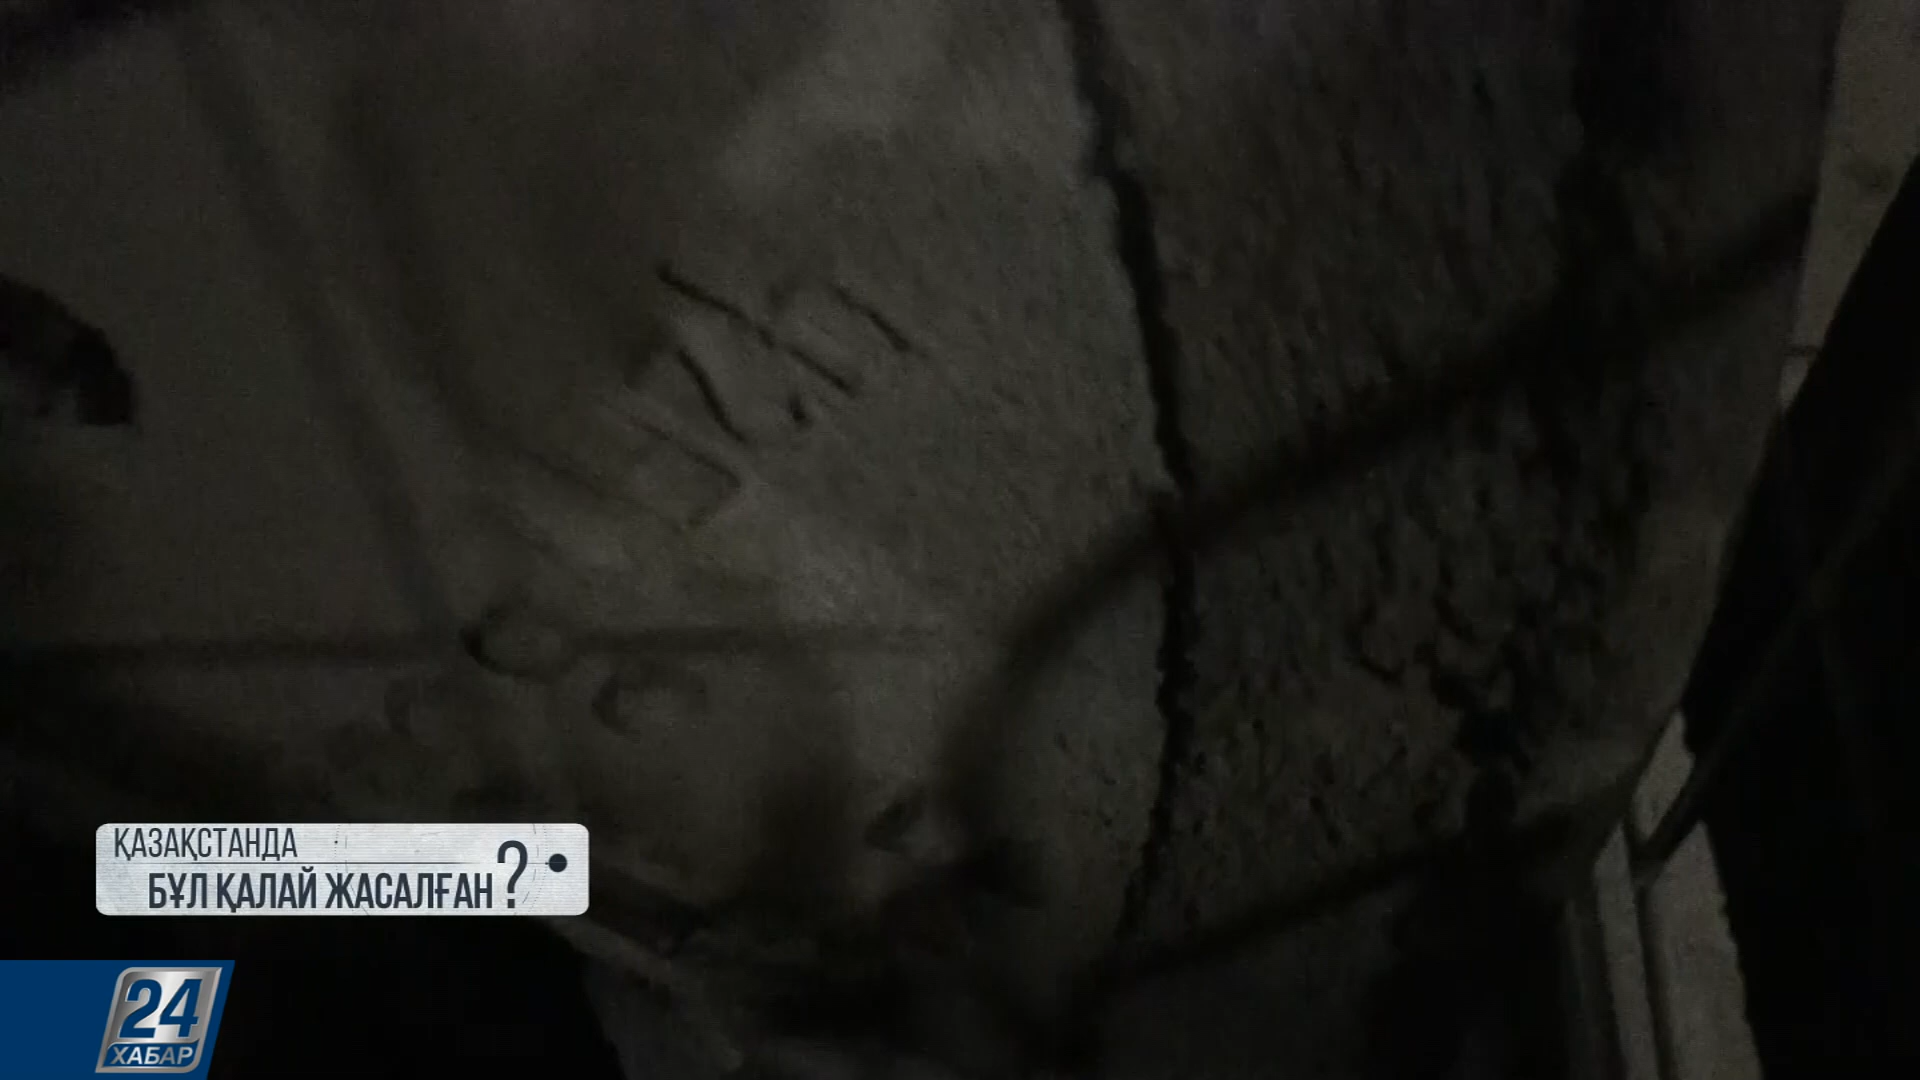 ҚАЗАҚСТАНДА
БҰЛ ҚАЛАЙ ЖАСАЛҒАН?
24
ХАБАР